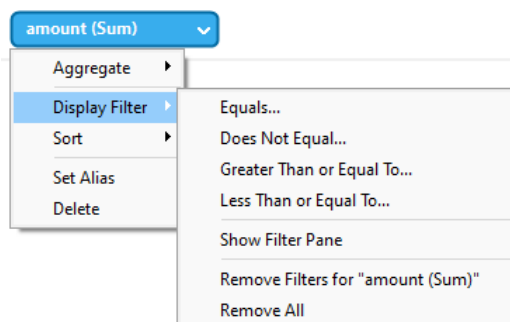 amount (Sum)
Aggregate
Display Filter
Sort
Set Alias
Delete
Equals...
Does Not Equal...
Greater Than or Equal To...
Less Than or Equal To...
Show Filter Pane
Remove Filters for "amount (Sum)"
Remove All